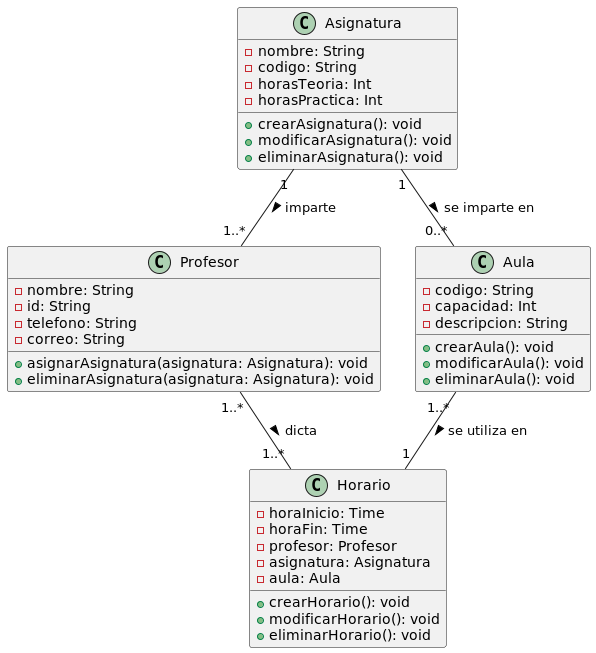 C Asignatura
nombre: String
codigo: String
horasTeoria: Int
horasPractica: Int
crearAsignatura(): void
modificarAsignatura(): void
eliminarAsignatura(): void
1
1
imparte
se imparte en
1..*
0..*
C Profesor
nombre: String
id: String
telefono: String
correo: String
asignarAsignatura(asignatura: Asignatura): void
eliminarAsignatura(asignatura: Asignatura): void
C Aula
codigo: String
capacidad: Int
descripcion: String
crearAula(): void
modificarAula(): void
eliminarAula(): void
1..*
1..*
dicta
se utiliza en
1..*
1
C Horario
horaInicio: Time
horaFin: Time
profesor: Profesor
asignatura: Asignatura
aula: Aula
crearHorario(): void
modificarHorario(): void
eliminarHorario(): void